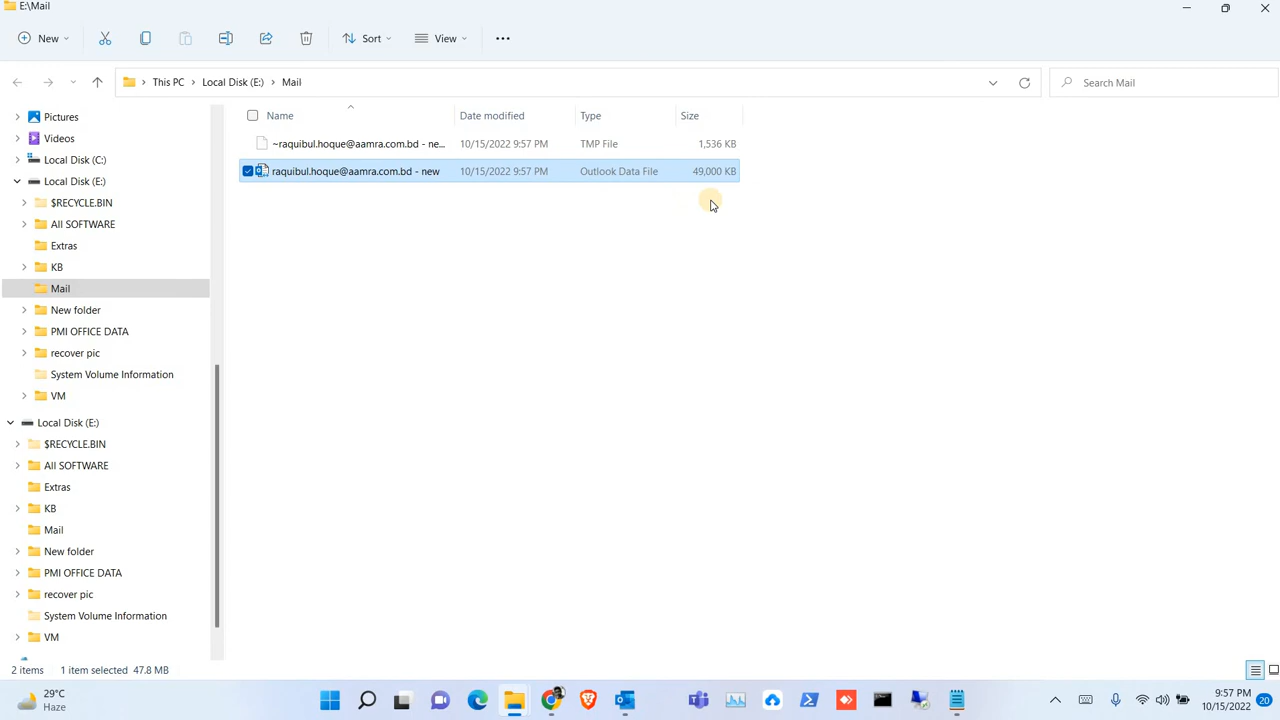 E:\Mail
New
Sort
View
This PC
Local Disk (E:)
Mail
Search Mail
Pictures
Videos
Local Disk (C:)
Local Disk (E:)
$RECYCLE.BIN
All SOFTWARE
Extras
KB
Mail
New folder
PMI OFFICE DATA
recover pic
System Volume Information
VM
Local Disk (E:)
$RECYCLE.BIN
All SOFTWARE
Extras
KB
Mail
New folder
PMI OFFICE DATA
recover pic
System Volume Information
VM
Name Date modified Type Size
~raquibul.hoque@aamra.com.bd - ne... 10/15/2022 9:57 PM TMP File 1,536 KB
raquibul.hoque@aamra.com.bd - new 10/15/2022 9:57 PM Outlook Data File 49,000 KB
2 items 1 item selected 47.8 MB
29°C
Haze
9:57 PM
10/15/2022
20